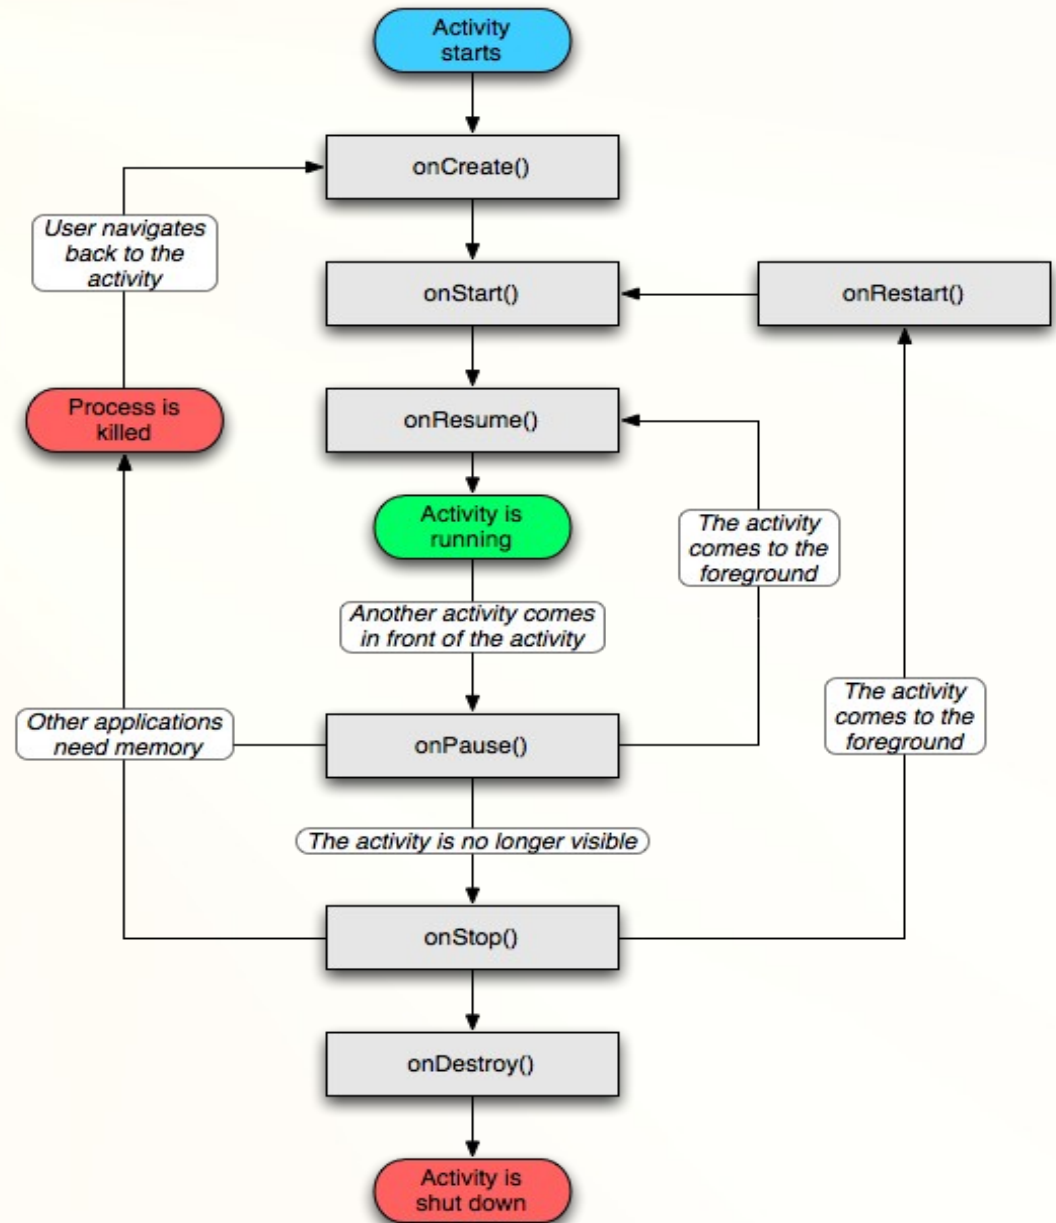 Activity
starts
onCreate()
User navigates
back to the
activity
onStart()
onRestart()
Process is
killed
onResume()
Activity is
running
The activity
comes to the
foreground
Another activity comes
in front of the activity
The activity
comes to the
foreground
Other applications
need memory
onPause()
The activity is no longer visible
onStop()
onDestroy()
Activity is
shut down